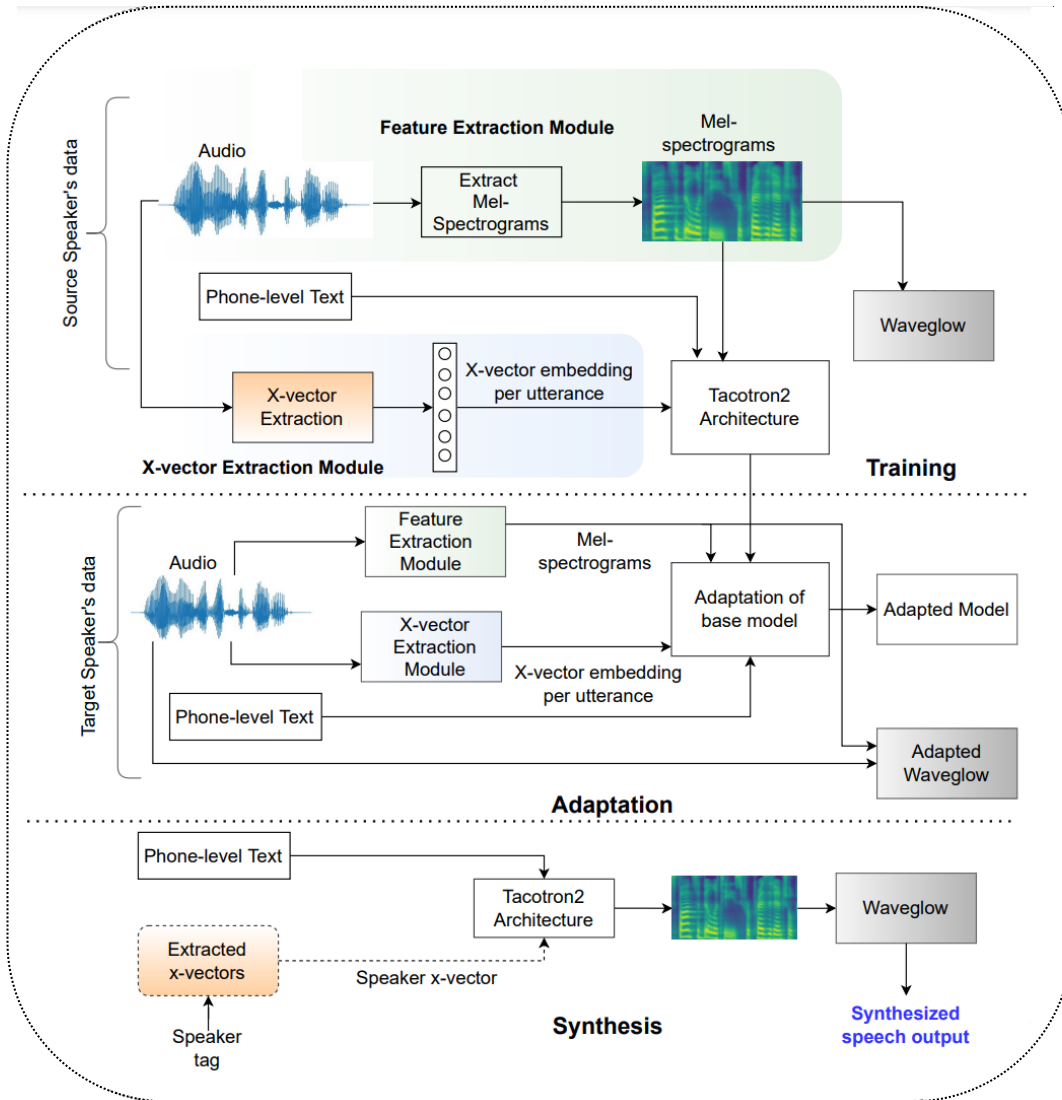 Source Speaker's data
Feature Extraction Module
Audio
Extract
Mel-
Spectrograms
Mel-
spectrograms
Phone-level Text
Waveglow
X-vector
Extraction
X-vector embedding
per utterance
Tacotron2
Architecture
X-vector Extraction Module
Training
Target Speaker's data
Audio
Feature
Extraction
Module
Mel-
spectrograms
Adaptation of
base model
Adapted Model
X-vector
Extraction
Module
X-vector embedding
per utterance
Phone-level Text
Adapted
Waveglow
Adaptation
Phone-level Text
Tacotron2
Architecture
Waveglow
Extracted
x-vectors
Speaker x-vector
Speaker
tag
Synthesis
Synthesized
speech output